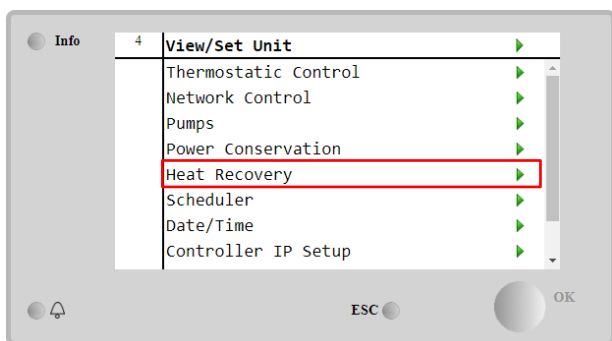 Info
4 View/Set Unit
Thermostatic Control
Network Control
Pumps
Power Conservation
Heat Recovery
Scheduler
Date/Time
Controller IP Setup
ESC OK